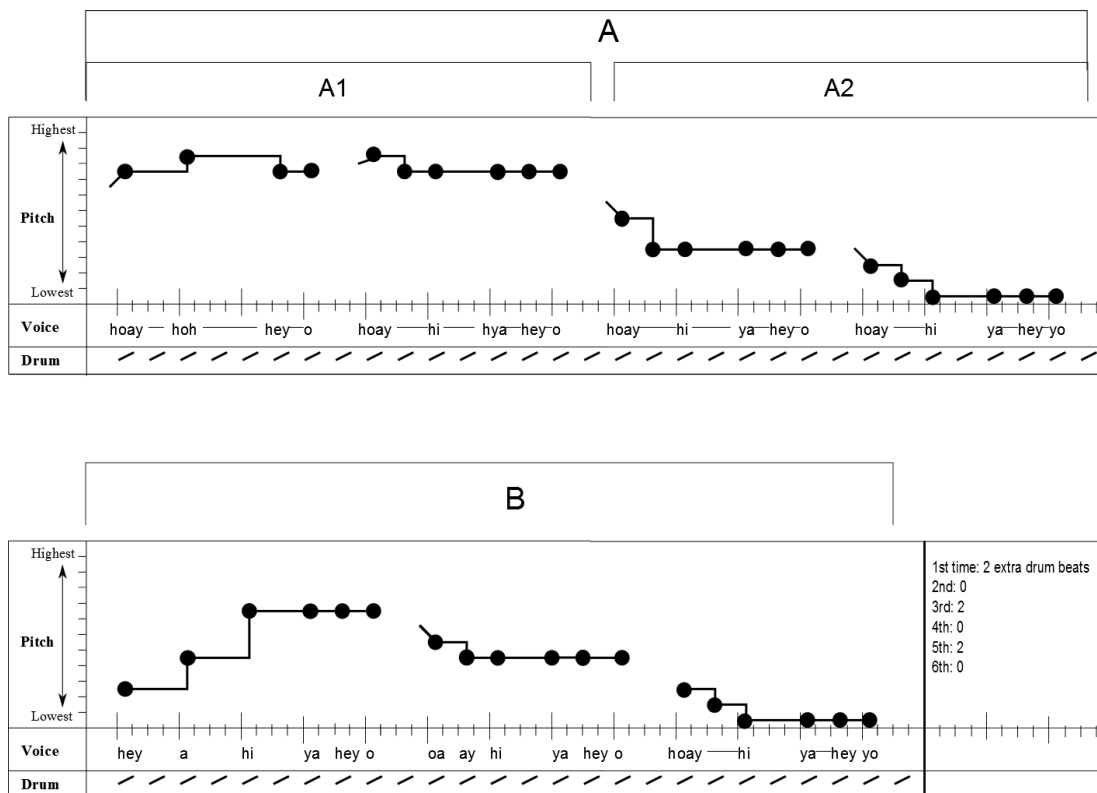 A
A1 A2
Highest
Pitch
Lowest
Voice hoay hoh hey o hoay hi hya hey o hoay hi ya hey o hoay hi ya hey yo
Drum
B
Highest
Pitch
Lowest
1st time: 2 extra drum beats
2nd: 0
3rd: 2
4th: 0
5th: 2
6th: 0
Voice hey a hi ya hey o oa ay hi ya hey o hoay hi ya hey yo
Drum